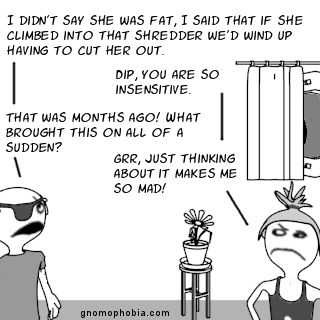 I DIDN'T SAY SHE WAS FAT, I SAID THAT IF SHE
CLIMBED INTO THAT SHREDDER WE'D WIND UP
HAVING TO CUT HER OUT.
DIP, YOU ARE SO
INSENSITIVE.
THAT WAS MONTHS AGO! WHAT
BROUGHT THIS ON ALL OF A
SUDDEN?
GRR, JUST THINKING
ABOUT IT MAKES ME
SO MAD!
gnomophobia.com